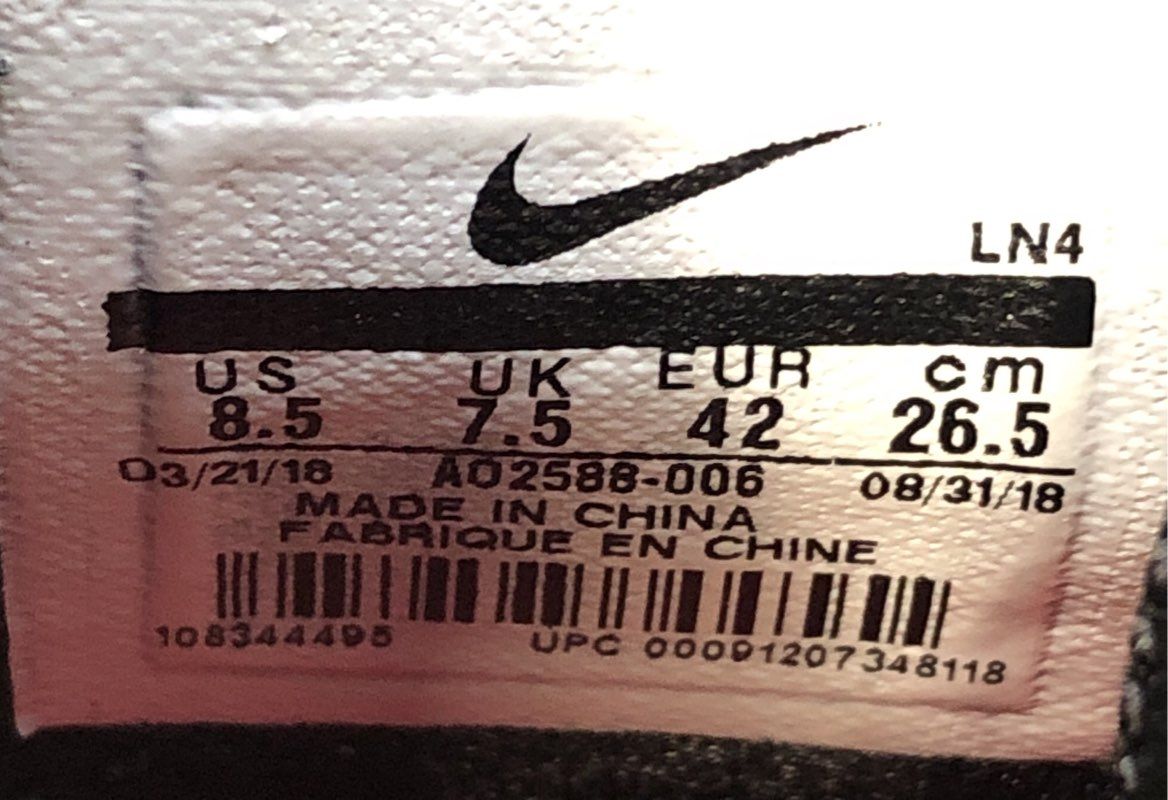 LN4
US UK EUR cm
8.5 7.5 42 26.5
03/21/18 AO2588-006 08/31/18
MADE IN CHINA
FABRIQUE EN CHINE
108344495 UPC 00091207348118